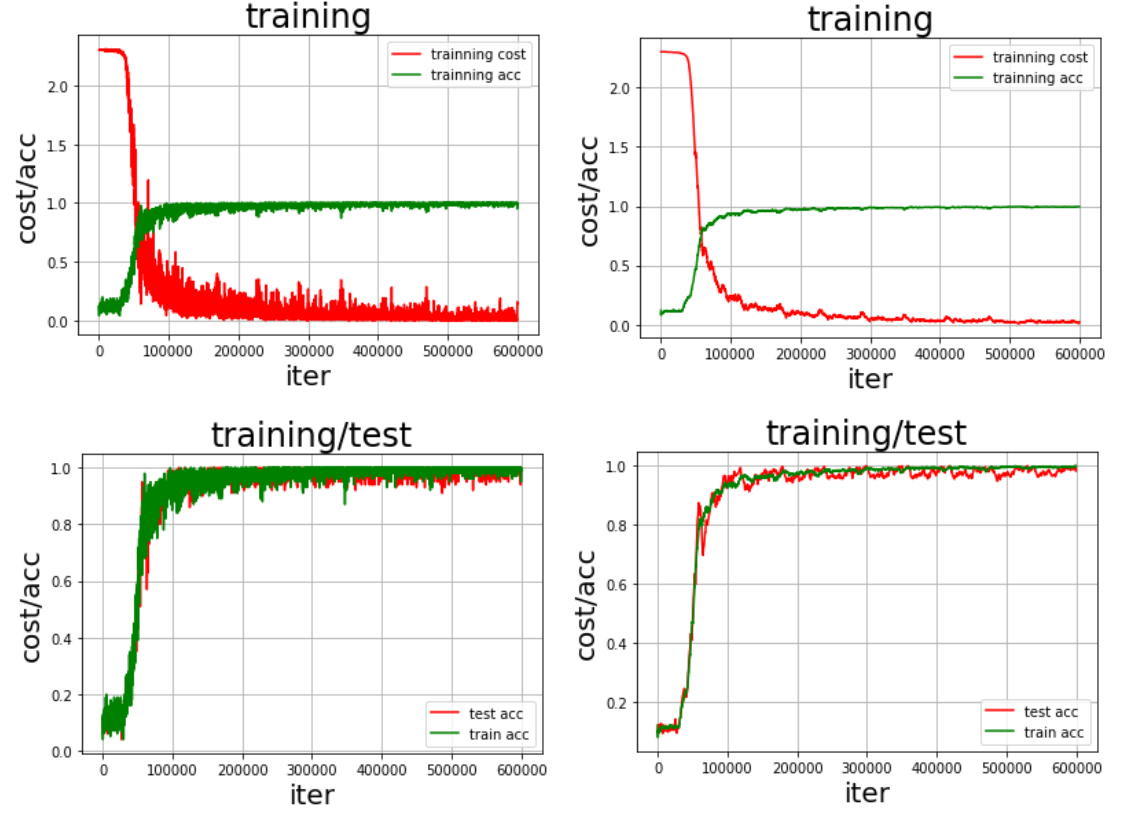 training
trainning cost
trainning acc
2.0
1.5
1.0
0.5
0.0
cost/acc
0 100000 200000 300000 400000 500000 600000
iter
training
trainning cost
trainning acc
2.0
1.5
1.0
0.5
0.0
cost/acc
0 100000 200000 300000 400000 500000 600000
iter
training/test
1.0
0.8
0.6
0.4
0.2
0.0
cost/acc
test acc
train acc
0 100000 200000 300000 400000 500000 600000
iter
training/test
1.0
0.8
0.6
0.4
0.2
cost/acc
test acc
train acc
0 100000 200000 300000 400000 500000 600000
iter